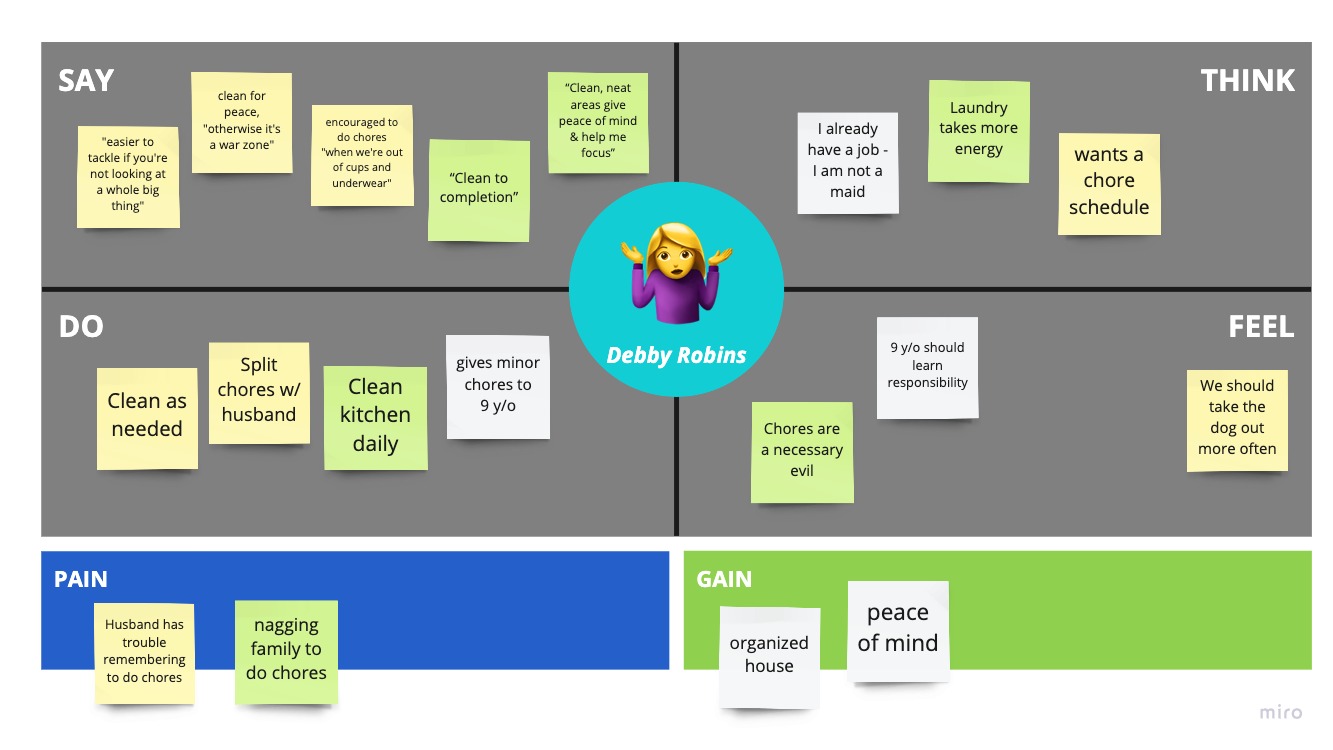 SAY
"easier to
tackle if you're
not looking at
a whole big
thing"
clean for
peace,
"otherwise it's
a war zone"
encouraged to
do chores
"when we're out
of cups and
underwear"
“Clean to
completion”
“Clean, neat
areas give
peace of mind
& help me
focus”
THINK
I already
have a job -
I am not a
maid
Laundry
takes more
energy
wants a
chore
schedule
Debby Robins
DO
Clean as
needed
Split
chores w/
husband
Clean
kitchen
daily
gives minor
chores to
9 y/o
FEEL
Chores are
a necessary
evil
9 y/o should
learn
responsibility
We should
take the
dog out
more often
PAIN
Husband has
trouble
remembering
to do chores
nagging
family to
do chores
GAIN
organized
house
peace
of mind
miro